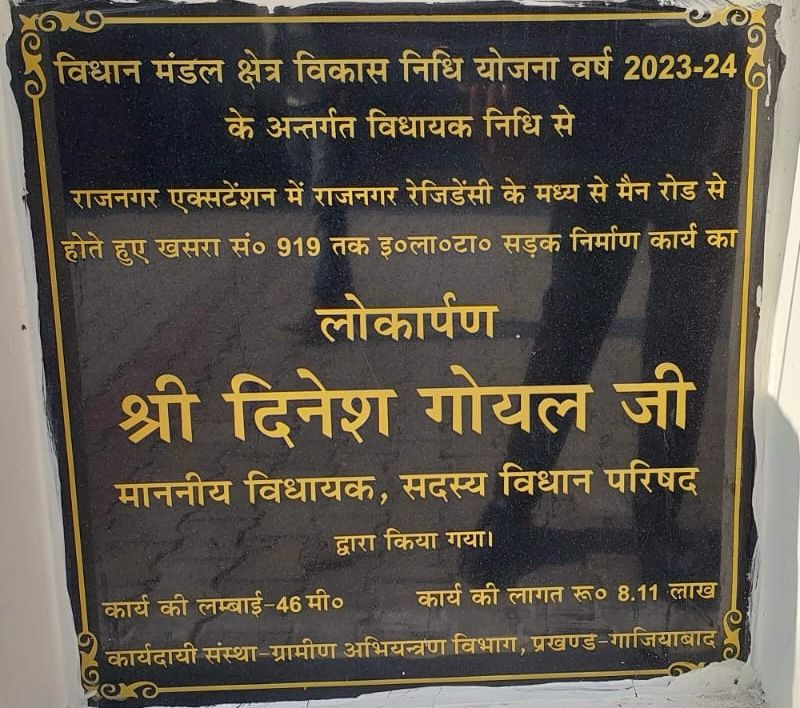 विधान मंडल क्षेत्र विकास निधि योजना वर्ष 2023-24
के अन्तर्गत विधायक निधि से
राजनगर एक्सटेंशन में राजनगर रेजिडेंसी के मध्य से मैन रोड से
होते हुए खसरा सं० 919 तक इ०ला०टा० सड़क निर्माण कार्य का
लोकार्पण
श्री दिनेश गोयल जी
माननीय विधायक, सदस्य विधान परिषद
द्वारा किया गया।
कार्य की लम्बाई-46 मी० कार्य की लागत रू० 8.11 लाख
कार्यदायी संस्था-ग्रामीण अभियन्त्रण विभाग, प्रखण्ड-गाजियाबाद